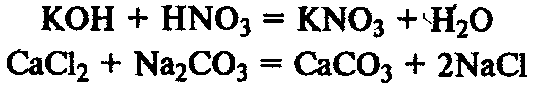 KOH + HNO₃ = KNO₃ + H₂O
CaCl₂ + Na₂CO₃ = CaCO₃ + 2NaCl